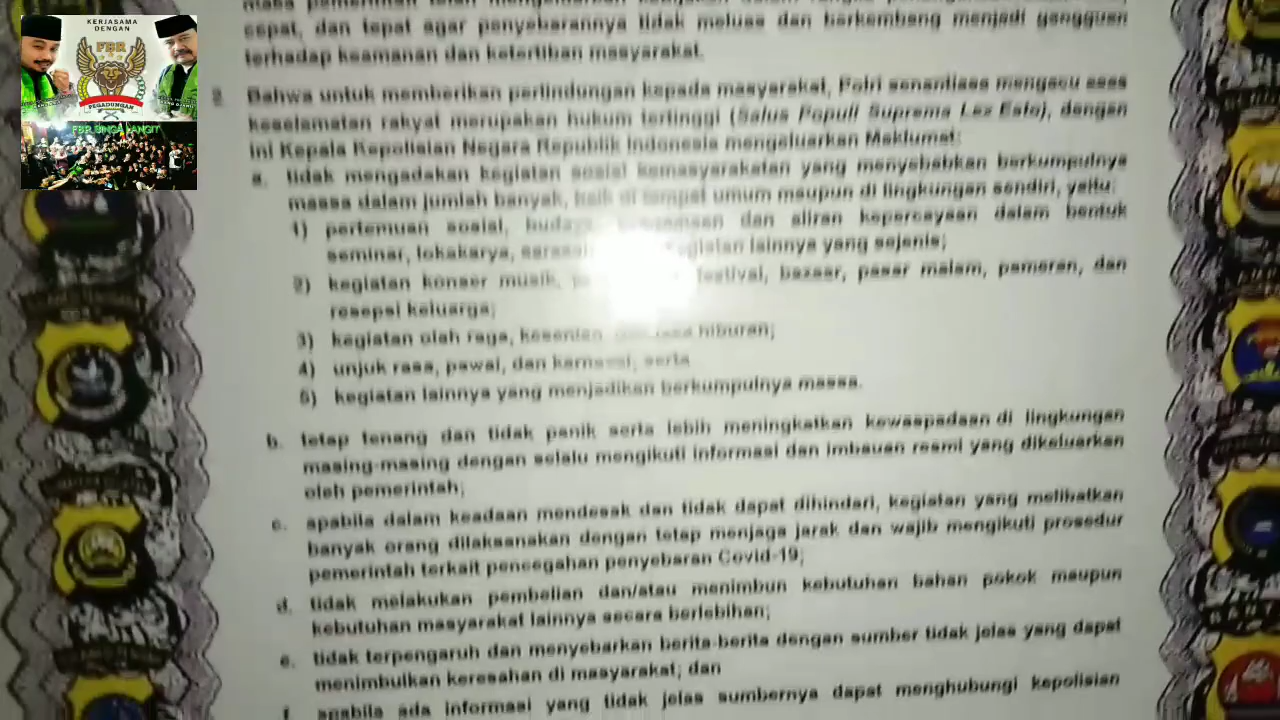 KERJASAMA
DENGAN
FBR
PEGADUNGAN
FBR BINGA LANGIT
cepat, dan tepat agar penyebarannya tidak meluas dan berkembang menjadi gangguan
terhadap keamanan dan ketertiban masyarakat.
2. Bahwa untuk memberikan perlindungan kepada masyarakat, Polri senantiasa mengacu asas
keselamatan rakyat merupakan hukum tertinggi (Salus Populi Suprema Lex Esto), dengan
ini Kepala Kepolisian Negara Republik Indonesia mengeluarkan Maklumat:
a. tidak mengadakan kegiatan sosial kemasyarakatan yang menyebabkan berkumpulnya
massa dalam jumlah banyak, baik di tempat umum maupun di lingkungan sendiri, yaitu:
1) pertemuan sosial, budaya, keagamaan dan aliran kepercayaan dalam bentuk
seminar, lokakarya, kegiatan lainnya yang sejenis;
2) kegiatan konser musik, festival, bazaar, pasar malam, pameran, dan
resepsi keluarga;
3) kegiatan olah raga, kesenian, hiburan;
4) unjuk rasa, pawai, dan karnaval; serta
5) kegiatan lainnya yang menjadikan berkumpulnya massa.
b. tetap tenang dan tidak panik serta lebih meningkatkan kewaspadaan di lingkungan
masing-masing dengan selalu mengikuti informasi dan imbauan resmi yang dikeluarkan
oleh pemerintah;
c. apabila dalam keadaan mendesak dan tidak dapat dihindari, kegiatan yang melibatkan
banyak orang dilaksanakan dengan tetap menjaga jarak dan wajib mengikuti prosedur
pemerintah terkait pencegahan penyebaran Covid-19;
d. tidak melakukan pembelian dan/atau menimbun kebutuhan bahan pokok maupun
kebutuhan masyarakat lainnya secara berlebihan;
e. tidak terpengaruh dan menyebarkan berita-berita dengan sumber tidak jelas yang dapat
menimbulkan keresahan di masyarakat; dan
f. apabila ada informasi yang tidak jelas sumbernya dapat menghubungi kepolisian